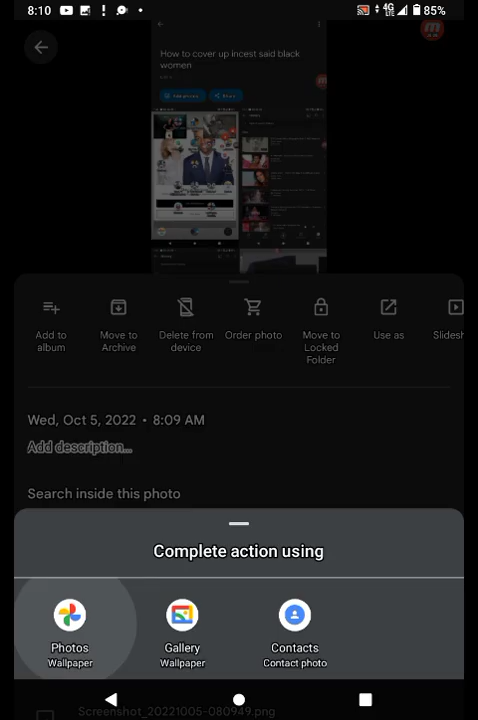 8:10
4G
LTE
85%
How to cover up incest said black
women
Share
Add to
album
Move to
Archive
Delete from
device
Order photo
Move to
Locked
Folder
Use as
Slidesh
Wed, Oct 5, 2022 • 8:09 AM
Add description...
Search inside this photo
Complete action using
Photos
Wallpaper
Gallery
Wallpaper
Contacts
Contact photo
Screenshot_20221005-080949.png